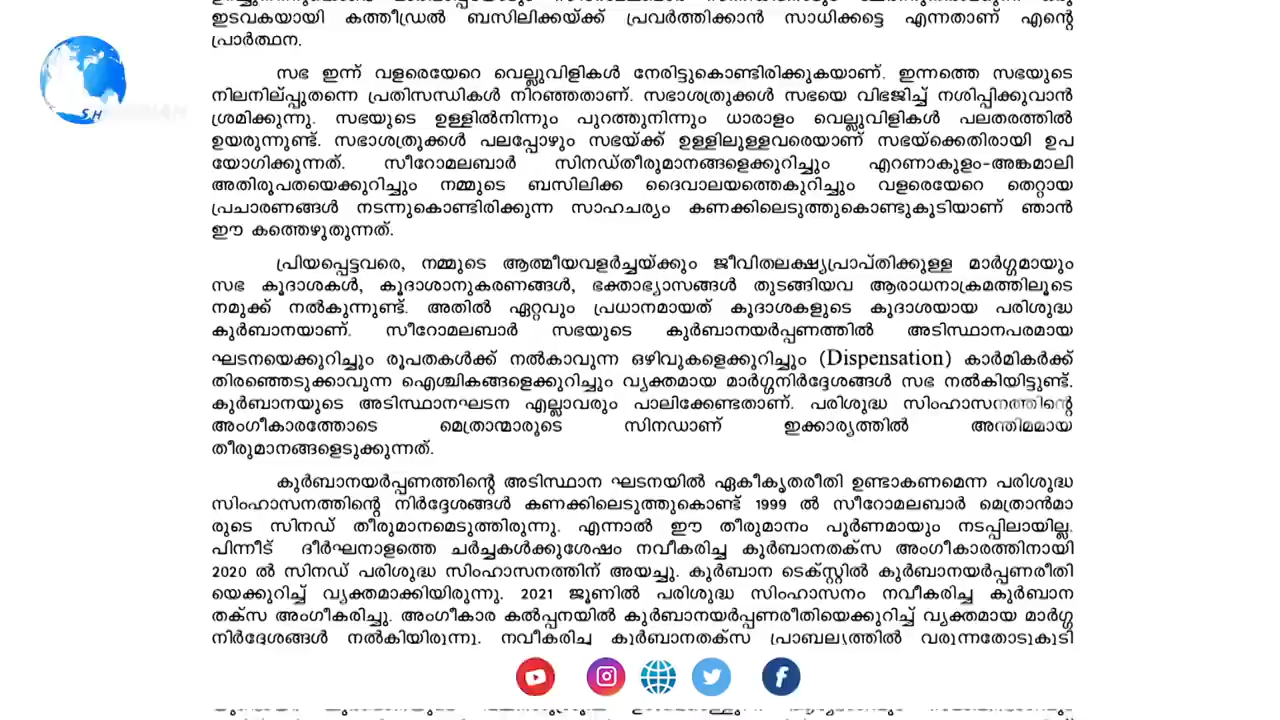 ഇടവകയായി കത്തീഡ്രൽ ബസിലിക്കയ്ക്ക് പ്രവർത്തിക്കാൻ സാധിക്കട്ടെ എന്നതാണ് എന്റെ
പ്രാർത്ഥന.
സഭ ഇന്ന് വളരെയേറെ വെല്ലുവിളികൾ നേരിട്ടുകൊണ്ടിരിക്കുകയാണ്. ഇന്നത്തെ സഭയുടെ
നിലനില്പുതന്നെ പ്രതിസന്ധികൾ നിറഞ്ഞതാണ്. സഭാശത്രുക്കൾ സഭയെ വിഭജിച്ച് നശിപ്പിക്കുവാൻ
ശ്രമിക്കുന്നു. സഭയുടെ ഉള്ളിൽനിന്നും പുറത്തുനിന്നും ധാരാളം വെല്ലുവിളികൾ പലതരത്തിൽ
ഉയരുന്നുണ്ട്. സഭാശത്രുക്കൾ പലപ്പോഴും സഭയ്ക്ക് ഉള്ളിലുള്ളവരെയാണ് സഭയ്ക്കെതിരായി ഉപ
യോഗിക്കുന്നത്. സീറോമലബാർ സിനഡ്തീരുമാനങ്ങളെക്കുറിച്ചും എറണാകുളം-അങ്കമാലി
അതിരൂപതയെക്കുറിച്ചും നമ്മുടെ ബസിലിക്ക ദൈവാലയത്തെകുറിച്ചും വളരെയേറെ തെറ്റായ
പ്രചാരണങ്ങൾ നടന്നുകൊണ്ടിരിക്കുന്ന സാഹചര്യം കണക്കിലെടുത്തുകൊണ്ടുകൂടിയാണ് ഞാൻ
ഈ കത്തെഴുതുന്നത്.
പ്രിയപ്പെട്ടവരെ, നമ്മുടെ ആത്മീയവളർച്ചയ്ക്കും ജീവിതലക്ഷ്യപ്രാപ്തിക്കുള്ള മാർഗ്ഗമായും
സഭ കൂദാശകൾ, കൂദാശാനുകരണങ്ങൾ, ഭക്താഭ്യാസങ്ങൾ തുടങ്ങിയവ ആരാധനാക്രമത്തിലൂടെ
നമുക്ക് നൽകുന്നുണ്ട്. അതിൽ ഏറ്റവും പ്രധാനമായത് കൂദാശകളുടെ കൂദാശയായ പരിശുദ്ധ
കുർബാനയാണ്. സീറോമലബാർ സഭയുടെ കുർബാനയർപ്പണത്തിൽ അടിസ്ഥാനപരമായ
ഘടനയെക്കുറിച്ചും രൂപതകൾക്ക് നൽകാവുന്ന ഒഴിവുകളെക്കുറിച്ചും (Dispensation) കാർമികർക്ക്
തിരഞ്ഞെടുക്കാവുന്ന ഐശ്ചികങ്ങളെക്കുറിച്ചും വ്യക്തമായ മാർഗ്ഗനിർദ്ദേശങ്ങൾ സഭ നൽകിയിട്ടുണ്ട്.
കുർബാനയുടെ അടിസ്ഥാനഘടന എല്ലാവരും പാലിക്കേണ്ടതാണ്. പരിശുദ്ധ സിംഹാസനത്തിന്റെ
അംഗീകാരത്തോടെ മെത്രാന്മാരുടെ സിനഡാണ് ഇക്കാര്യത്തിൽ അന്തിമമായ
തീരുമാനങ്ങളെടുക്കുന്നത്.
കുർബാനയർപ്പണത്തിന്റെ അടിസ്ഥാന ഘടനയിൽ ഏകീകൃതരീതി ഉണ്ടാകണമെന്ന പരിശുദ്ധ
സിംഹാസനത്തിന്റെ നിർദ്ദേശങ്ങൾ കണക്കിലെടുത്തുകൊണ്ട് 1999 ൽ സീറോമലബാർ മെത്രാൻമാ
രുടെ സിനഡ് തീരുമാനമെടുത്തിരുന്നു. എന്നാൽ ഈ തീരുമാനം പൂർണമായും നടപ്പിലായില്ല.
പിന്നീട് ദീർഘനാളത്തെ ചർച്ചകൾക്കുശേഷം നവീകരിച്ച കുർബാനതക്സ അംഗീകാരത്തിനായി
2020 ൽ സിനഡ് പരിശുദ്ധ സിംഹാസനത്തിന് അയച്ചു. കുർബാന ടെക്സ്റ്റിൽ കുർബാനയർപ്പണരീതി
യെക്കുറിച്ച് വ്യക്തമാക്കിയിരുന്നു. 2021 ജൂണിൽ പരിശുദ്ധ സിംഹാസനം നവീകരിച്ച കുർബാന
തക്സ അംഗീകരിച്ചു. അംഗീകാര കൽപ്പനയിൽ കുർബാനയർപ്പണരീതിയെക്കുറിച്ച് വ്യക്തമായ മാർഗ്ഗ
നിർദ്ദേശങ്ങൾ നൽകിയിരുന്നു. നവീകരിച്ച കുർബാനതക്സ പ്രാബല്യത്തിൽ വരുന്നതോടുകൂടി